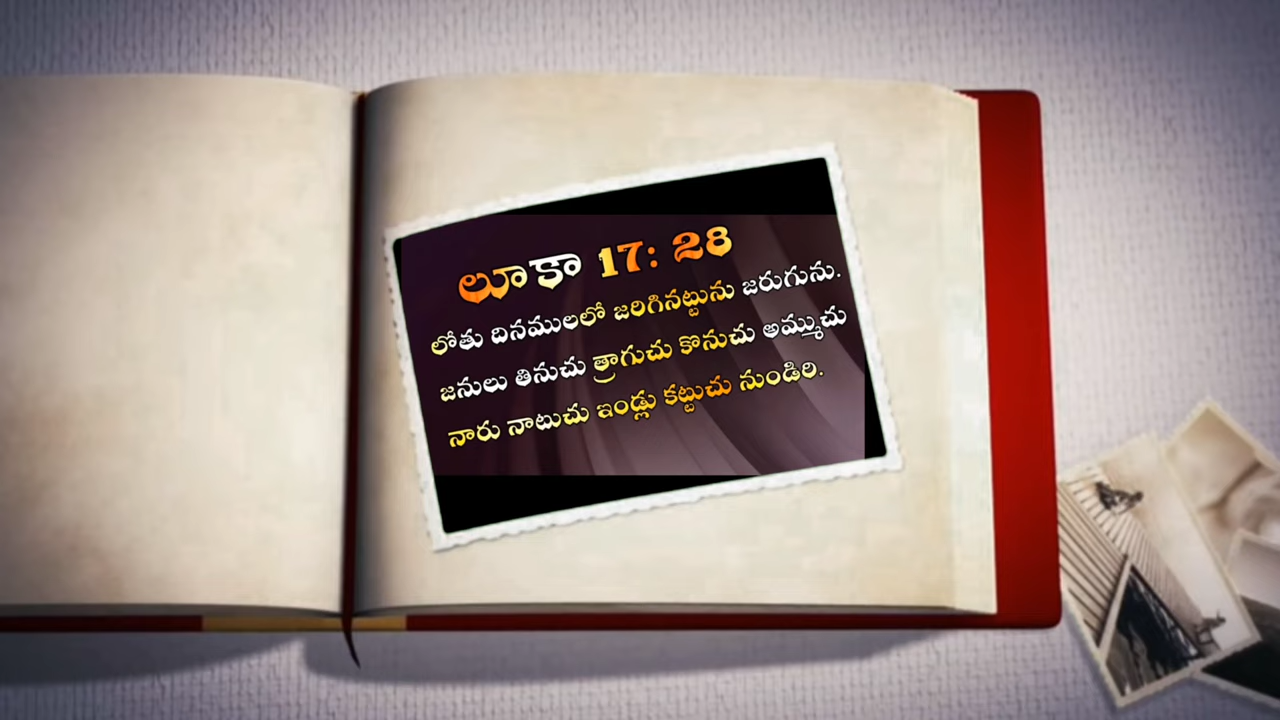 లూకా 17: 28
లోతు దినములలో జరిగినట్టును జరుగును.
జనులు తినుచు త్రాగుచు కొనుచు అమ్ముచు
నారు నాటుచు ఇండ్లు కట్టుచు నుండిరి.